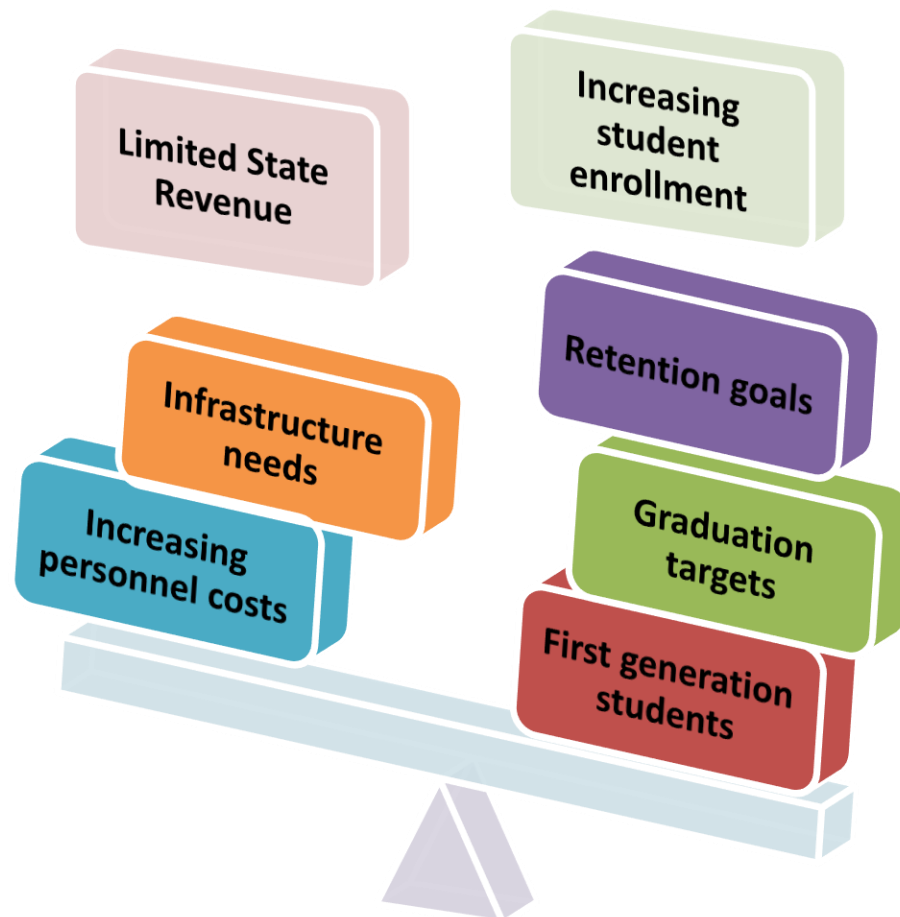 Limited State
Revenue
Increasing
student
enrollment
Infrastructure
needs
Retention goals
Increasing
personnel costs
Graduation
targets
First generation
students